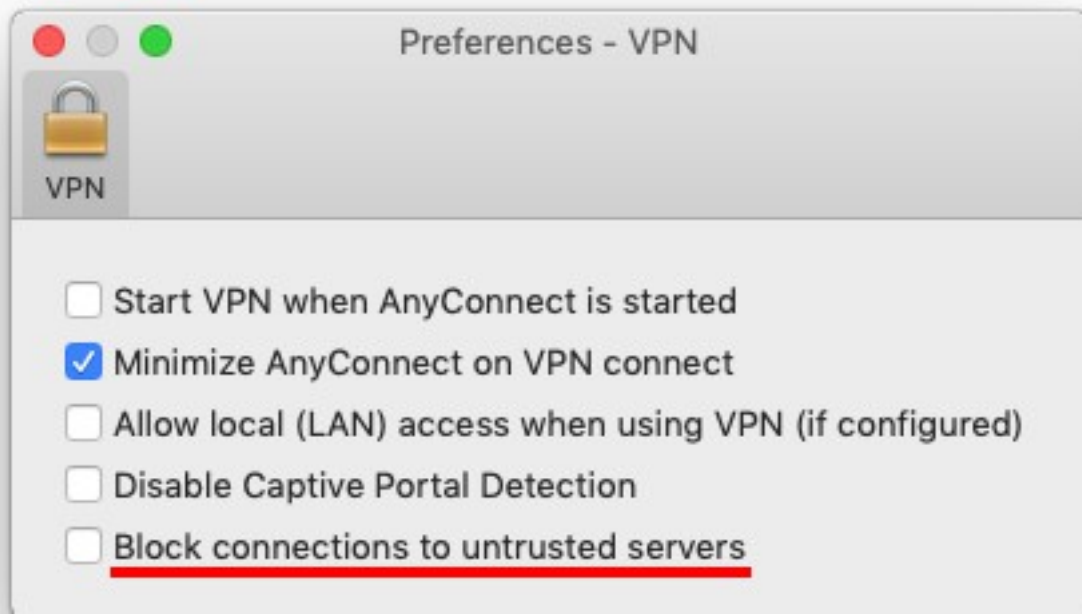 Preferences - VPN
VPN
Start VPN when AnyConnect is started
Minimize AnyConnect on VPN connect
Allow local (LAN) access when using VPN (if configured)
Disable Captive Portal Detection
Block connections to untrusted servers